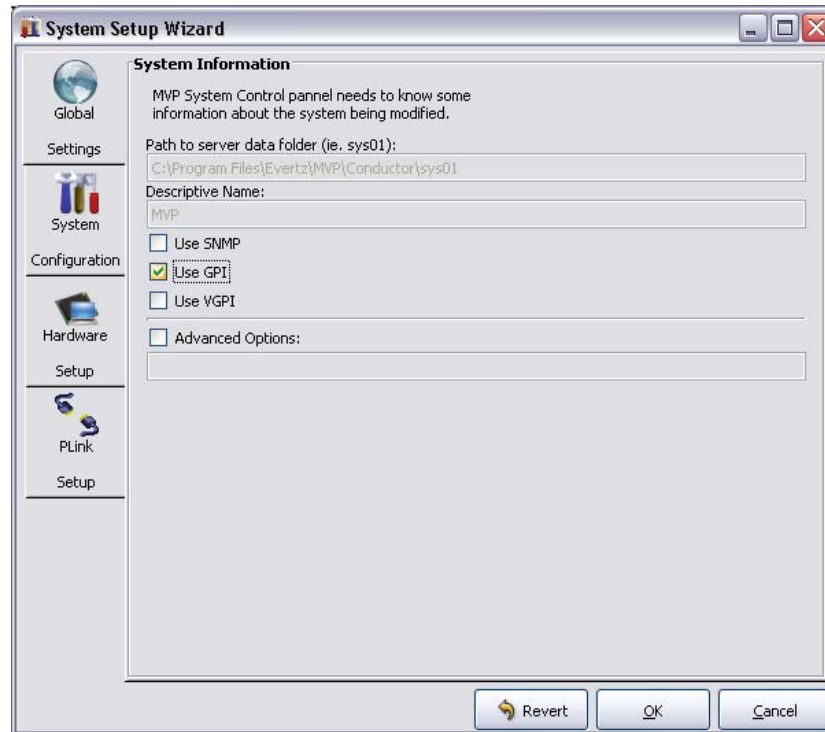 System Setup Wizard
Global
Settings
System
Configuration
Hardware
Setup
PLink
Setup
System Information
MVP System Control pannel needs to know some
information about the system being modified.
Path to server data folder (ie. sys01):
C:\Program Files\Evertz\MVP\Conductor\sys01
Descriptive Name:
MVP
Use SNMP
Use GPI
Use VGPI
Advanced Options:
Revert
OK
Cancel